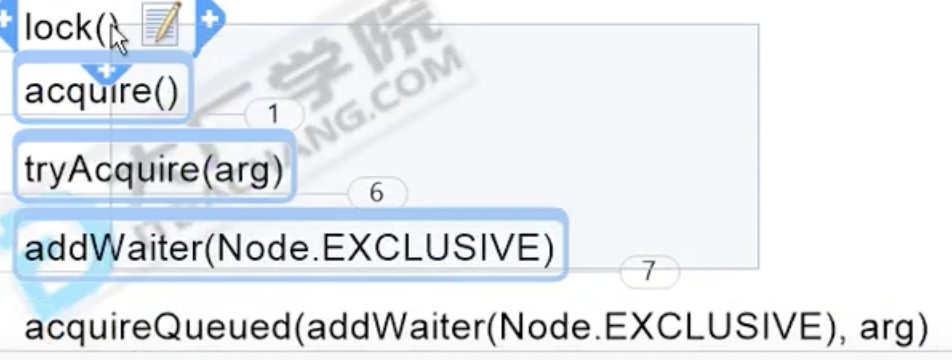 lock()
acquire()
1
tryAcquire(arg)
6
addWaiter(Node.EXCLUSIVE)
7
acquireQueued(addWaiter(Node.EXCLUSIVE), arg)